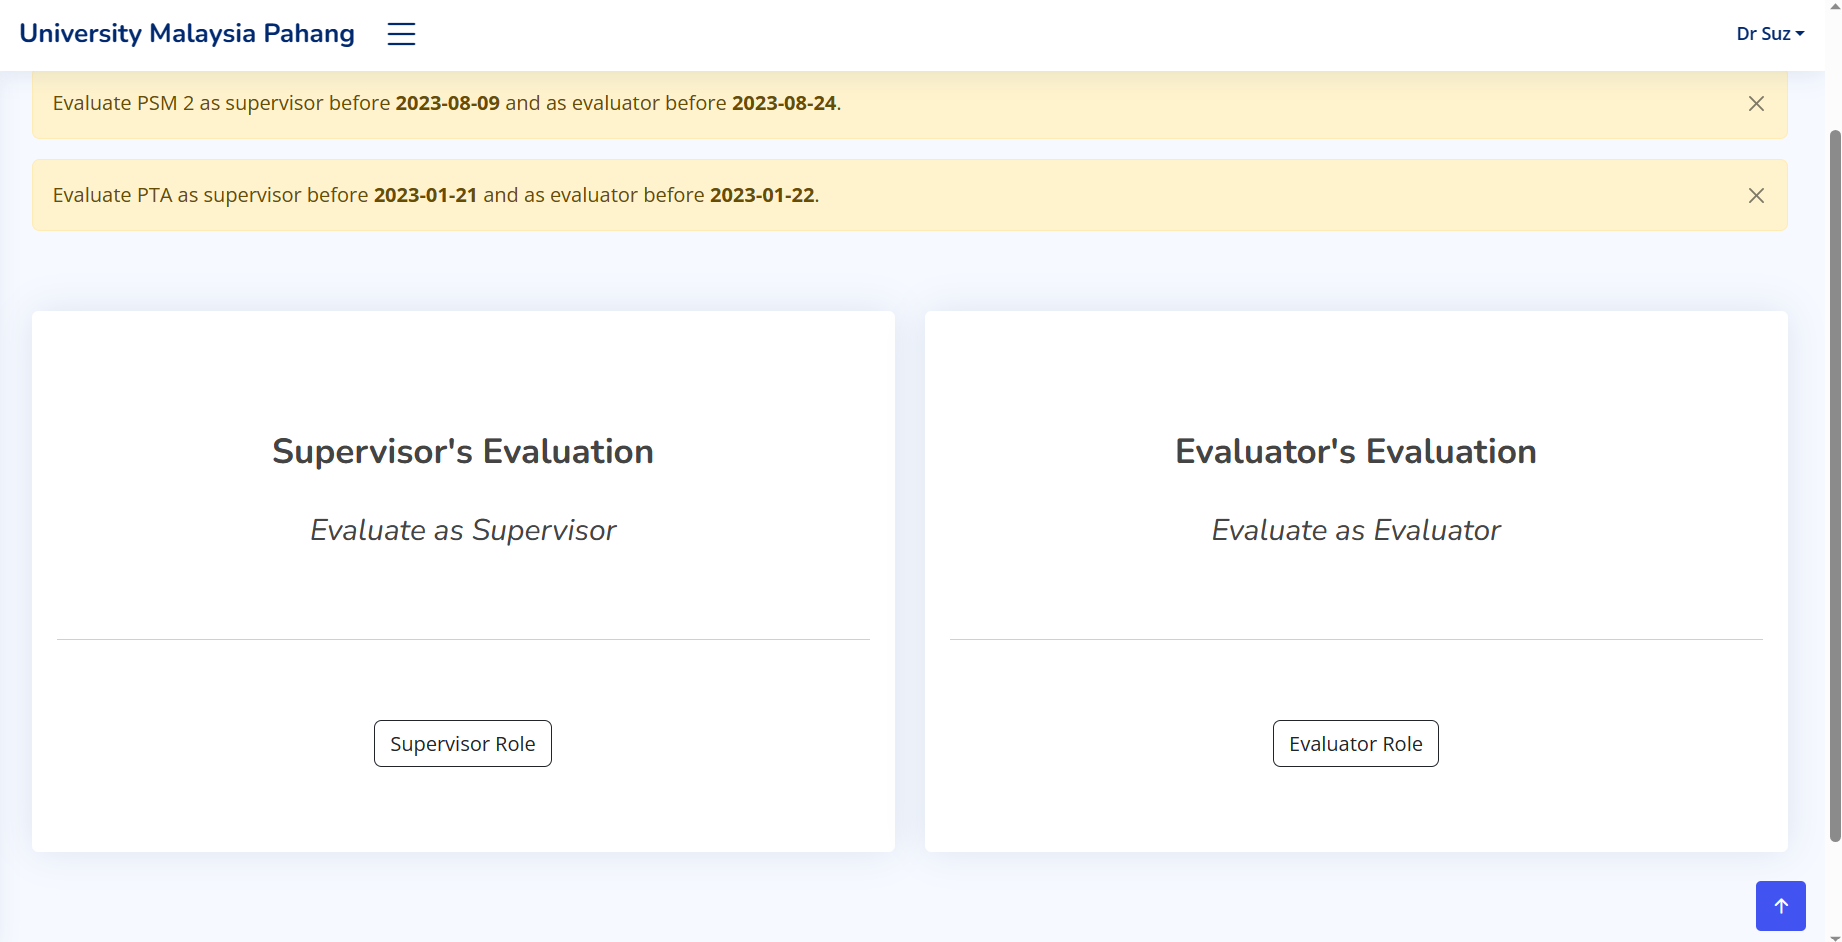 University Malaysia Pahang
Dr Suz
Evaluate PSM 2 as supervisor before 2023-08-09 and as evaluator before 2023-08-24.
Evaluate PTA as supervisor before 2023-01-21 and as evaluator before 2023-01-22.
Supervisor's Evaluation
Evaluate as Supervisor
Supervisor Role
Evaluator's Evaluation
Evaluate as Evaluator
Evaluator Role